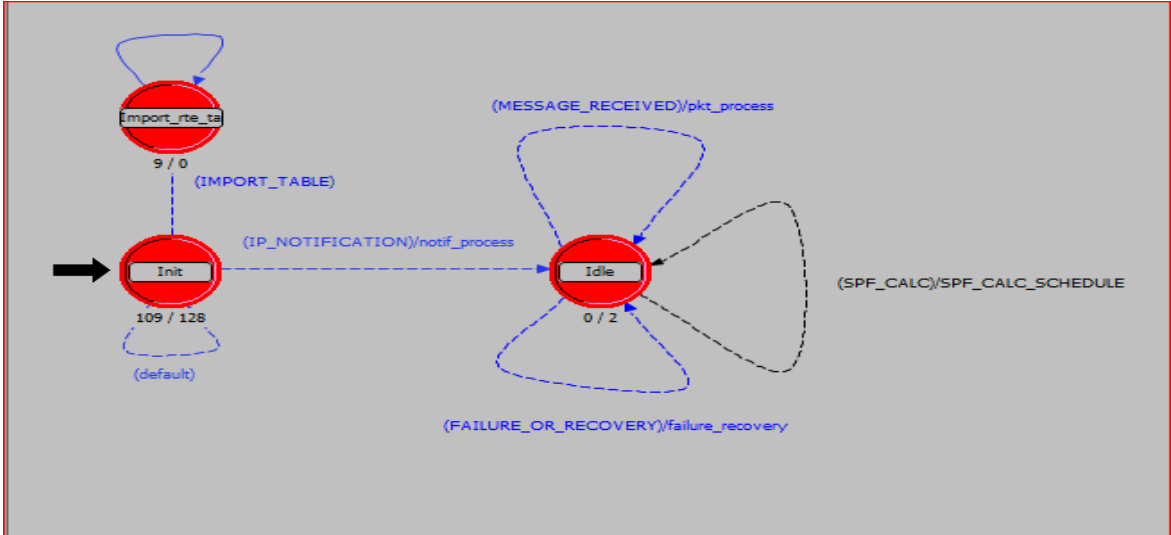 (MESSAGE_RECEIVED)/pkt_process
Import_rte_ta
9 / 0
(IMPORT_TABLE)
(IP_NOTIFICATION)/notif_process
Init
Idle
(SPF_CALC)/SPF_CALC_SCHEDULE
109 / 128
0 / 2
(default)
(FAILURE_OR_RECOVERY)/failure_recovery